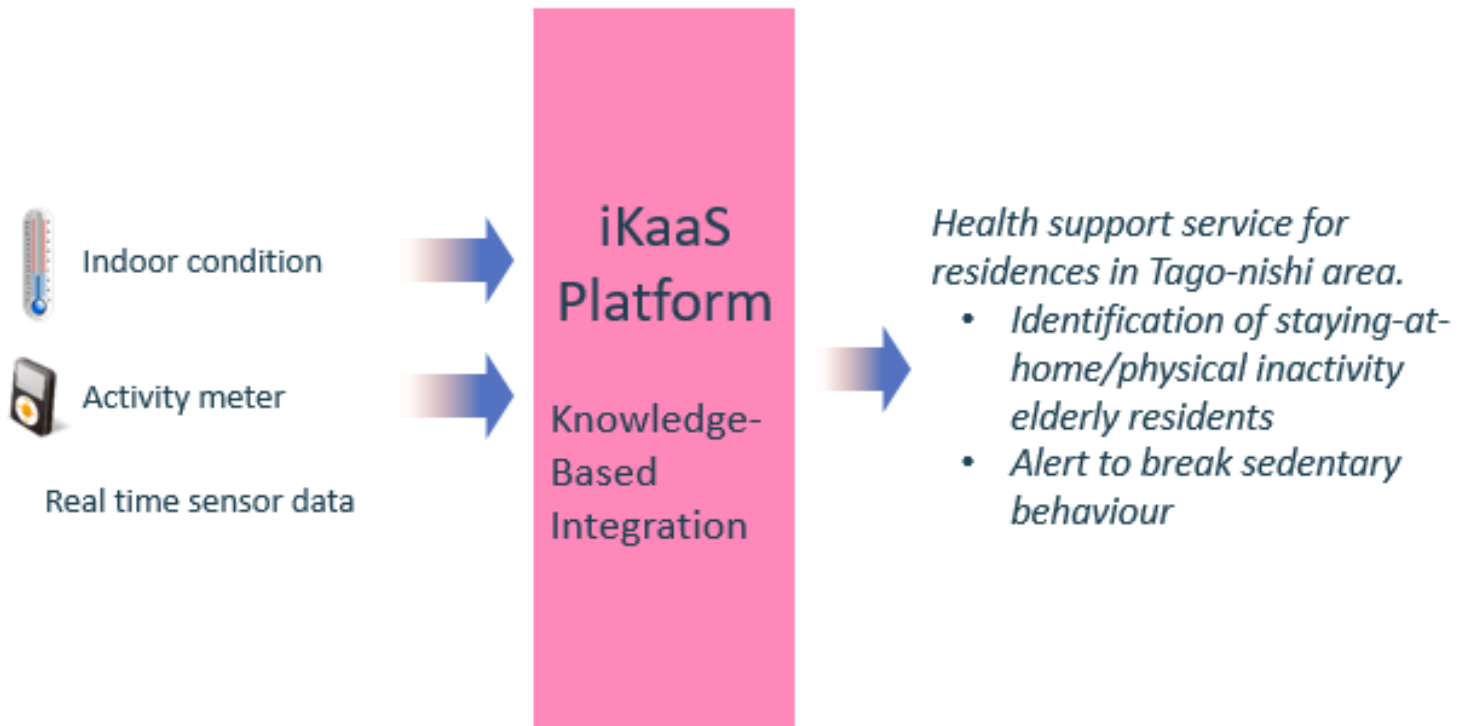 Indoor condition
Activity meter
Real time sensor data
iKaaS
Platform
Knowledge-
Based
Integration
Health support service for
residences in Tago-nishi area.
• Identification of staying-at-
home/physical inactivity
elderly residents
• Alert to break sedentary
behaviour